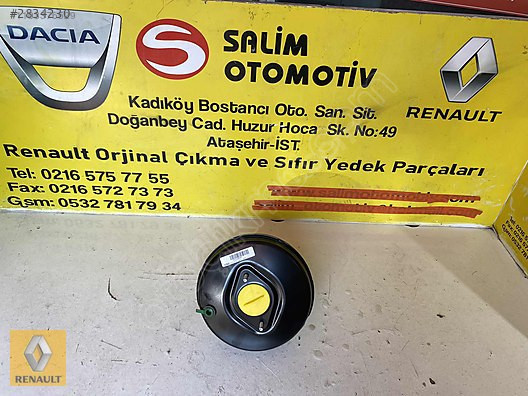 #2834230
DACIA
SALİM
OTOMOTİV
RENAULT
Kadıköy Bostancı Oto. San. Sit.
Doğanbey Cad. Huzur Hoca Sk. No:49
Ataşehir-İST.
Renault Orjinal Çıkma ve Sıfır Yedek Parçaları
Tel: 0216 575 77 55
Fax: 0216 572 73 73
Gsm: 0532 781 79 34
RENAULT